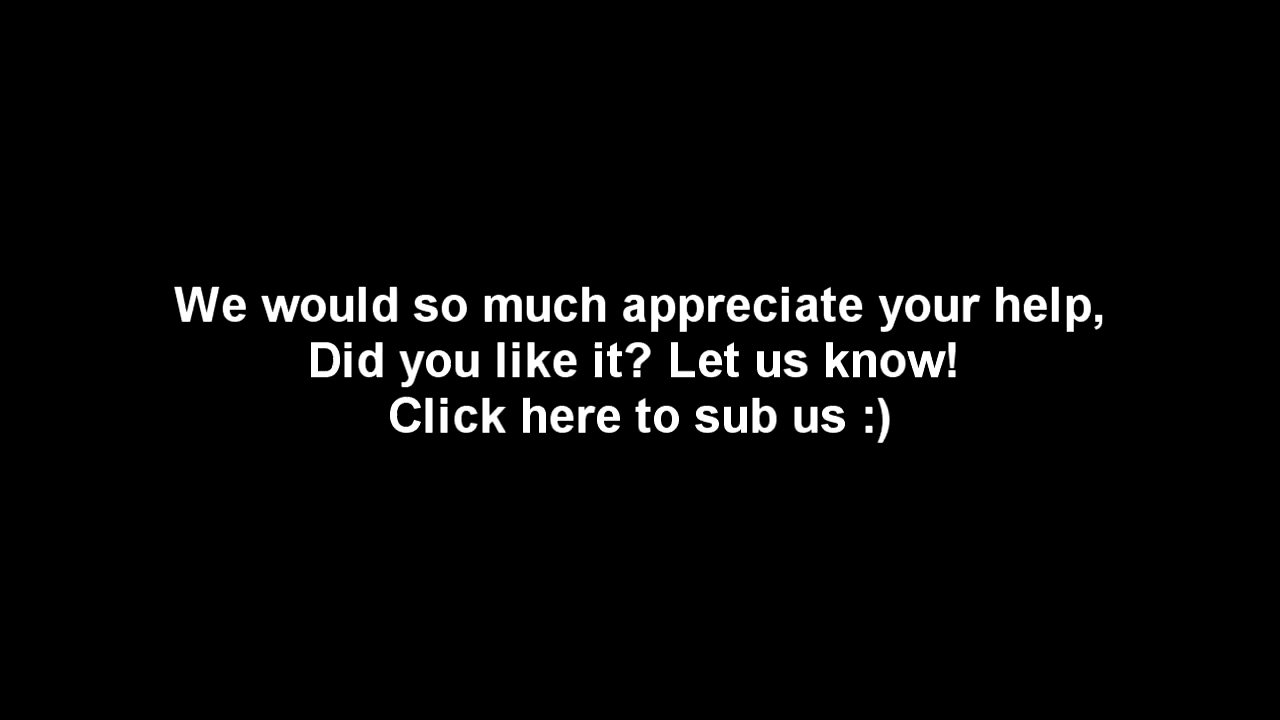 We would so much appreciate your help,
Did you like it? Let us know!
Click here to sub us :)